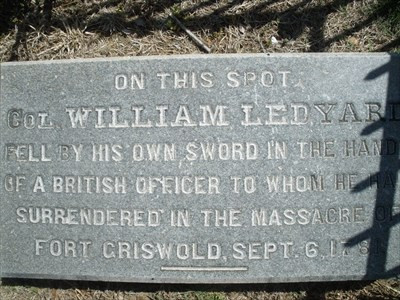 ON THIS SPOT
COL. WILLIAM LEDYARD
FELL BY HIS OWN SWORD IN THE HAND
OF A BRITISH OFFICER TO WHOM HE HA
SURRENDERED IN THE MASSACRE OF
FORT GRISWOLD, SEPT. 6, 178